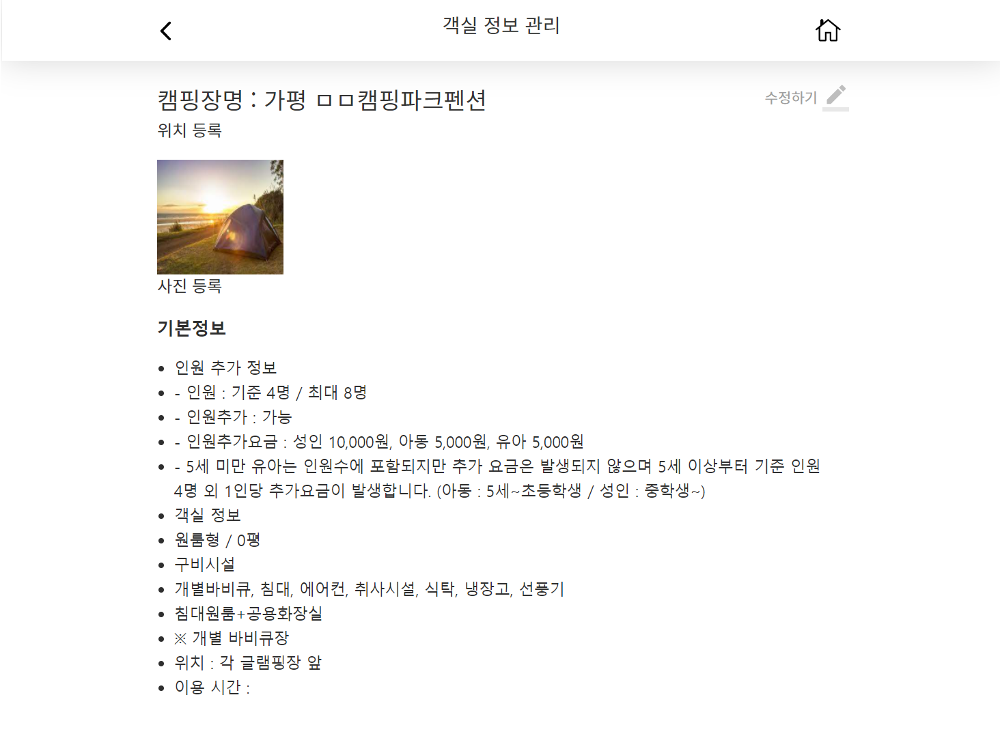 객실 정보 관리
캠핑장명 : 가평 ㅁㅁ캠핑파크펜션
수정하기
위치 등록
사진 등록
기본정보
• 인원 추가 정보
• - 인원 : 기준 4명 / 최대 8명
• - 인원추가 : 가능
• - 인원추가요금 : 성인 10,000원, 아동 5,000원, 유아 5,000원
• - 5세 미만 유아는 인원수에 포함되지만 추가 요금은 발생되지 않으며 5세 이상부터 기준 인원
4명 외 1인당 추가요금이 발생합니다. (아동 : 5세~초등학생 / 성인 : 중학생~)
• 객실 정보
• 원룸형 / 0평
• 구비시설
• 개별바비큐, 침대, 에어컨, 취사시설, 식탁, 냉장고, 선풍기
• 침대원룸+공용화장실
• ※ 개별 바비큐장
• 위치 : 각 글램핑장 앞
• 이용 시간 :